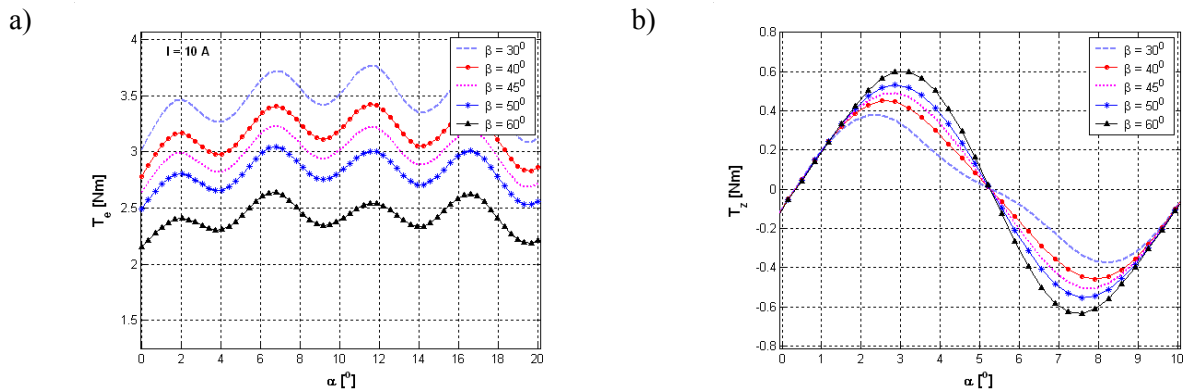 a)
I = 10 A
β = 30⁰
β = 40⁰
β = 45⁰
β = 50⁰
β = 60⁰
4
3.5
3
2.5
2
1.5
Tₑ [Nm]
0 2 4 6 8 10 12 14 16 18 20
α [⁰]
b)
β = 30⁰
β = 40⁰
β = 45⁰
β = 50⁰
β = 60⁰
0.8
0.6
0.4
0.2
0
-0.2
-0.4
-0.6
-0.8
T_z [Nm]
0 1 2 3 4 5 6 7 8 9 10
α [⁰]